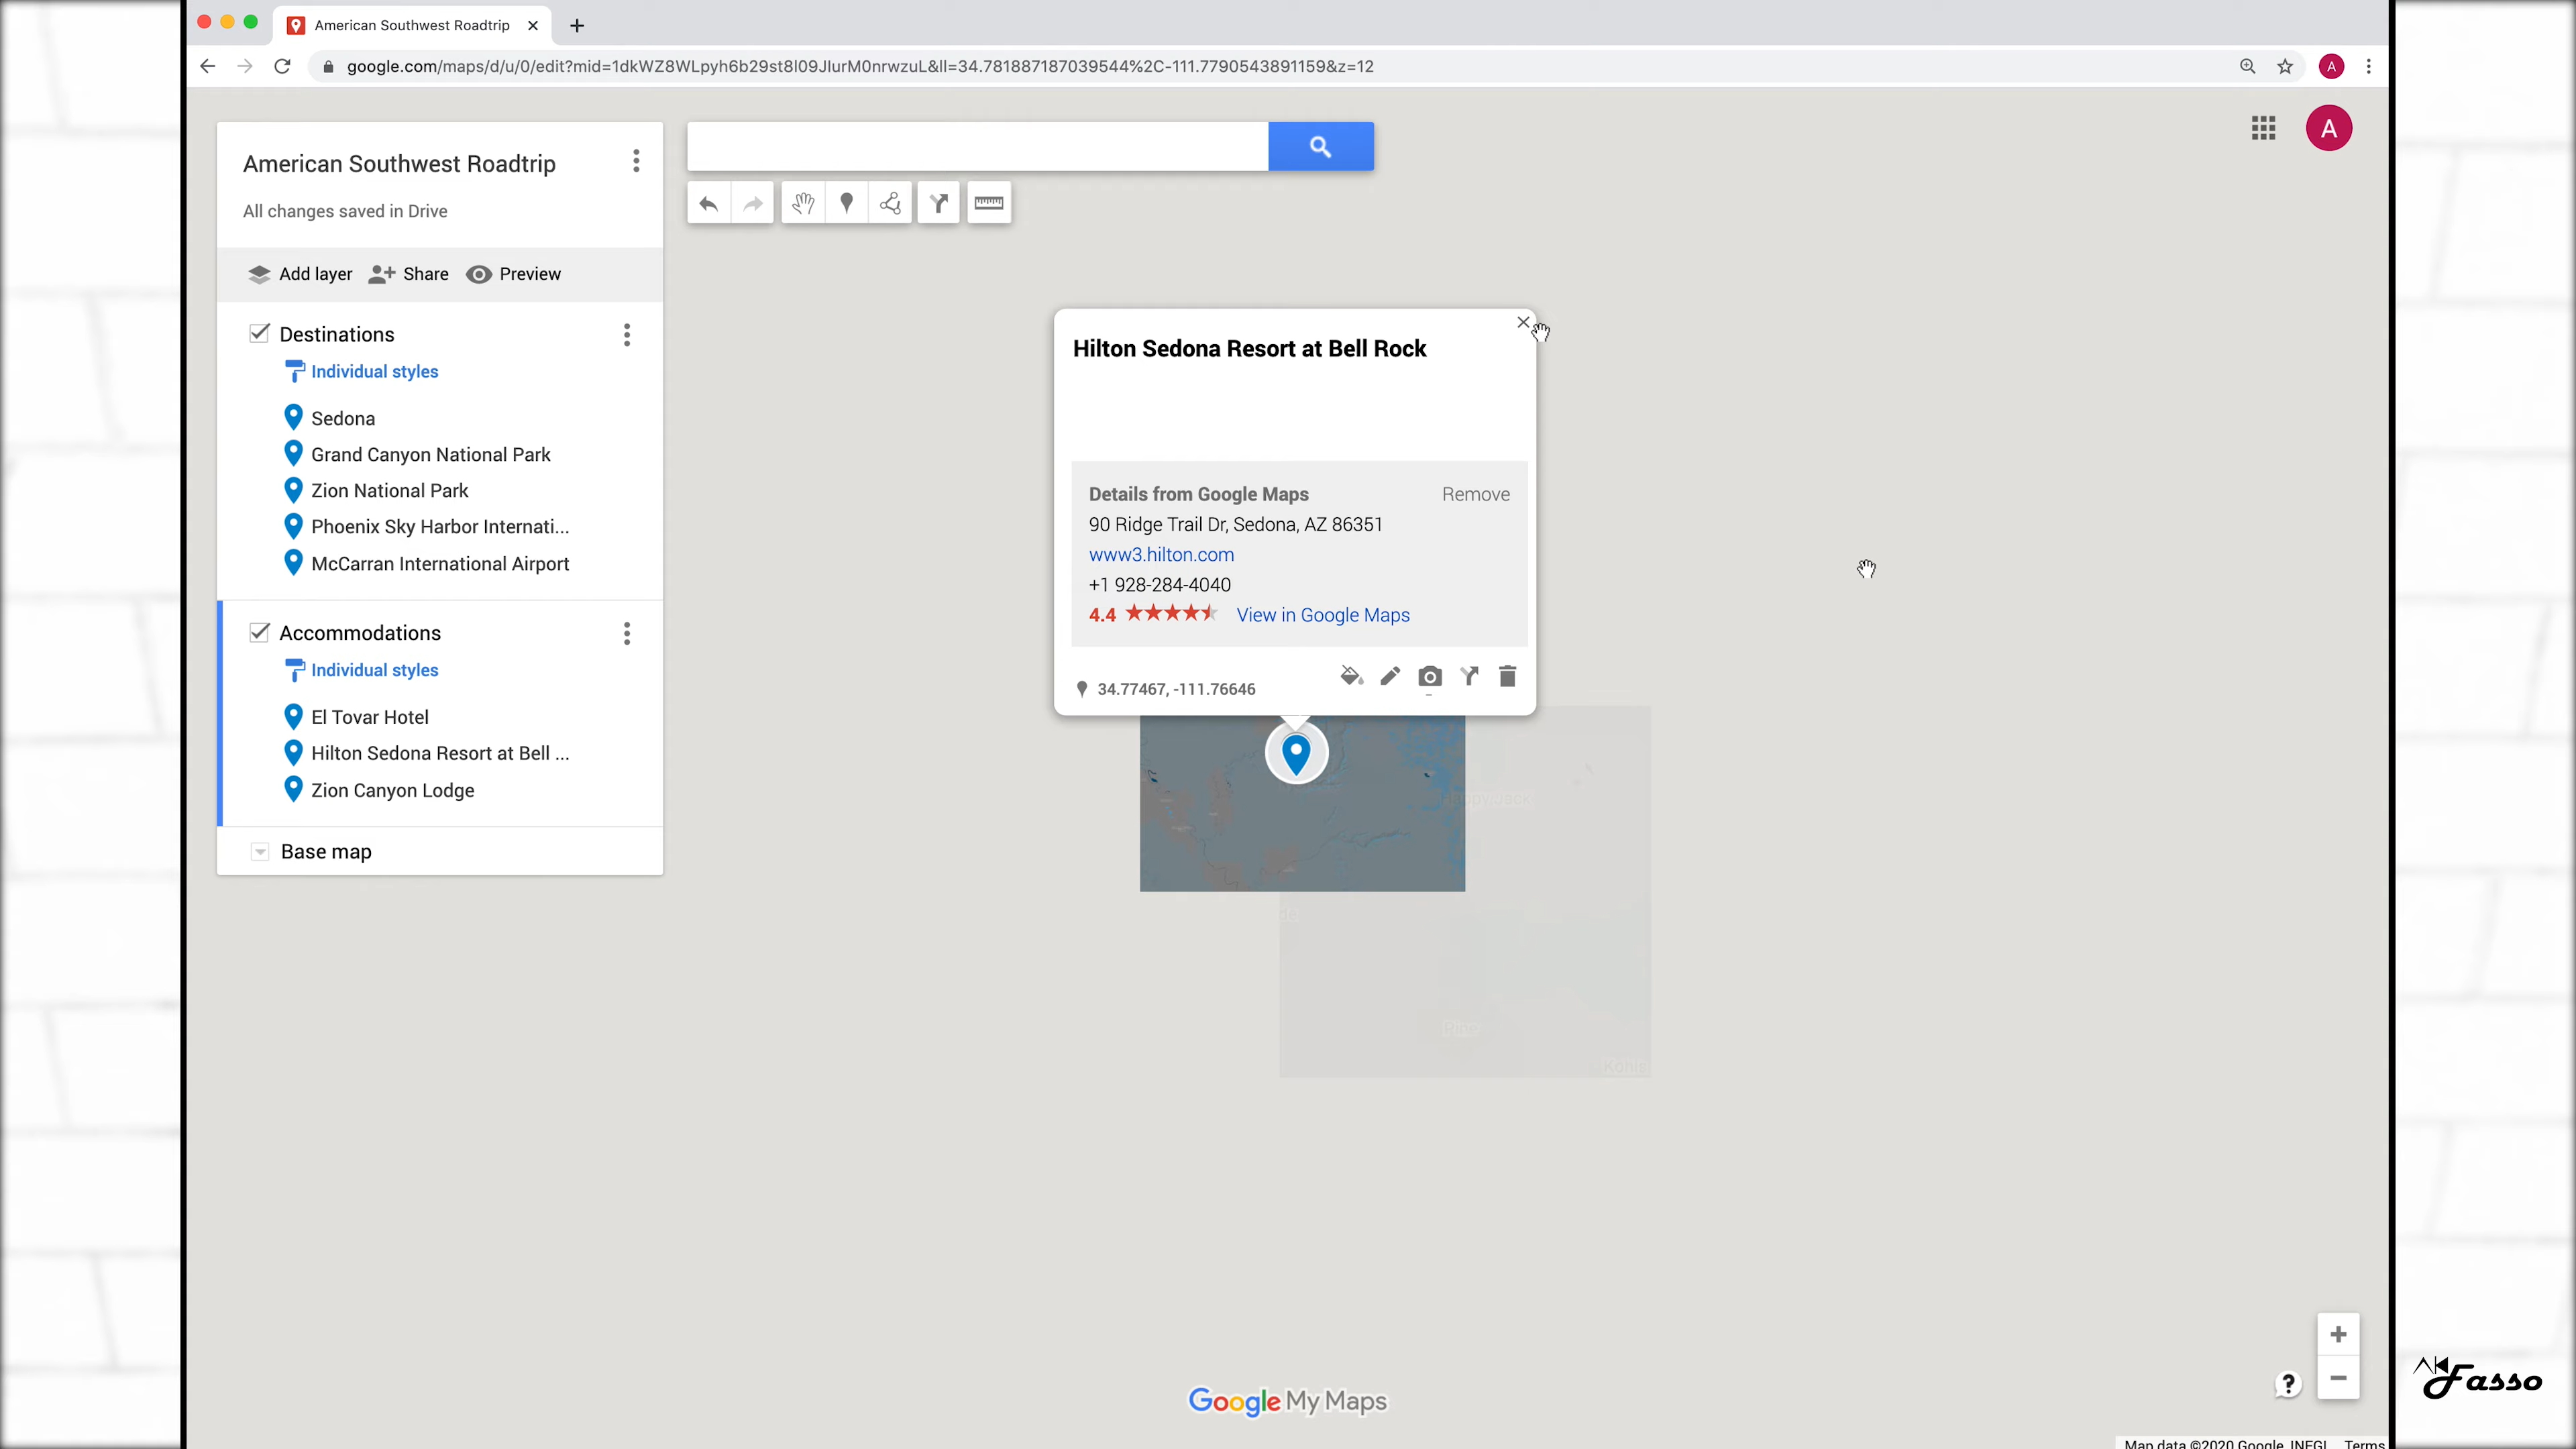 American Southwest Roadtrip
google.com/maps/d/u/0/edit?mid=1dkWZ8WLpyh6b29st8l09JIurM0nrwzuL&ll=34.781887187039544%2C-111.7790543891159&z=12
A
A
American Southwest Roadtrip
All changes saved in Drive
Add layer Share Preview
Destinations
Individual styles
Sedona
Grand Canyon National Park
Zion National Park
Phoenix Sky Harbor Internati...
McCarran International Airport
Accommodations
Individual styles
El Tovar Hotel
Hilton Sedona Resort at Bell ...
Zion Canyon Lodge
Base map
Hilton Sedona Resort at Bell Rock
Details from Google Maps Remove
90 Ridge Trail Dr, Sedona, AZ 86351
www3.hilton.com
+1 928-284-4040
4.4 View in Google Maps
34.77467, -111.76646
Happy Jack
Pine
Google My Maps
Fasso
Map data ©2020 Google, INEGI Terms